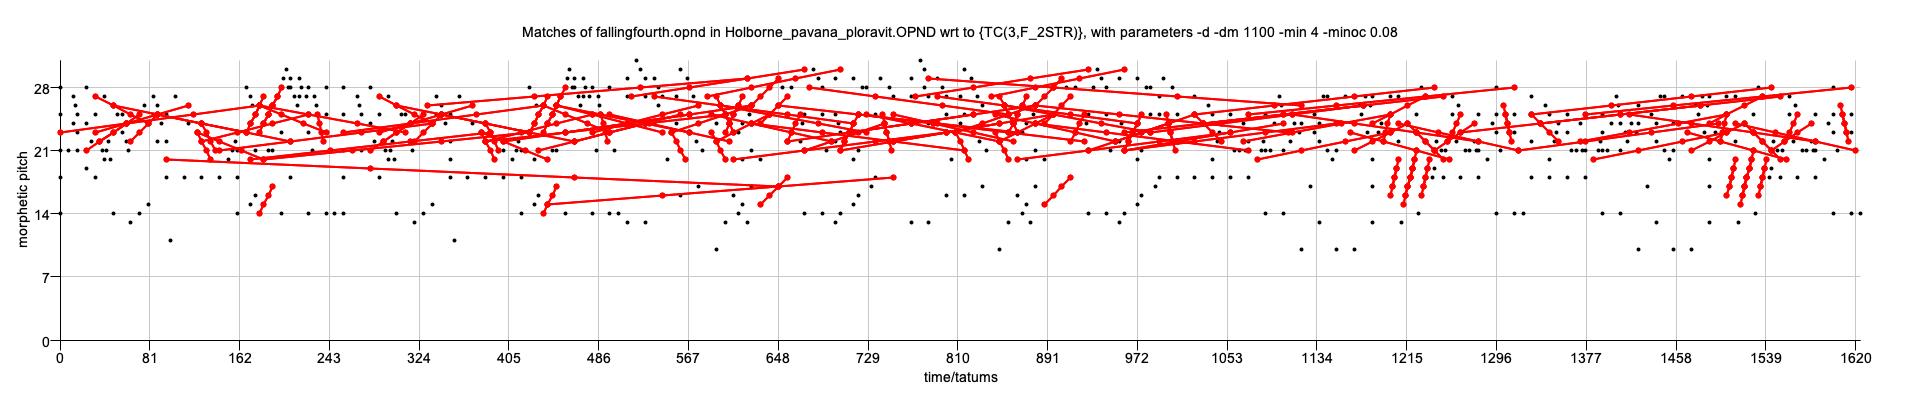 Matches of fallingfourth.opnd in Holborne_pavana_ploravit.OPND wrt to {TC(3,F_2STR)}, with parameters -d -dm 1100 -min 4 -minoc 0.08
28
21
14
7
0
morphetic pitch
0 81 162 243 324 405 486 567 648 729 810 891 972 1053 1134 1215 1296 1377 1458 1539 1620
time/tatums